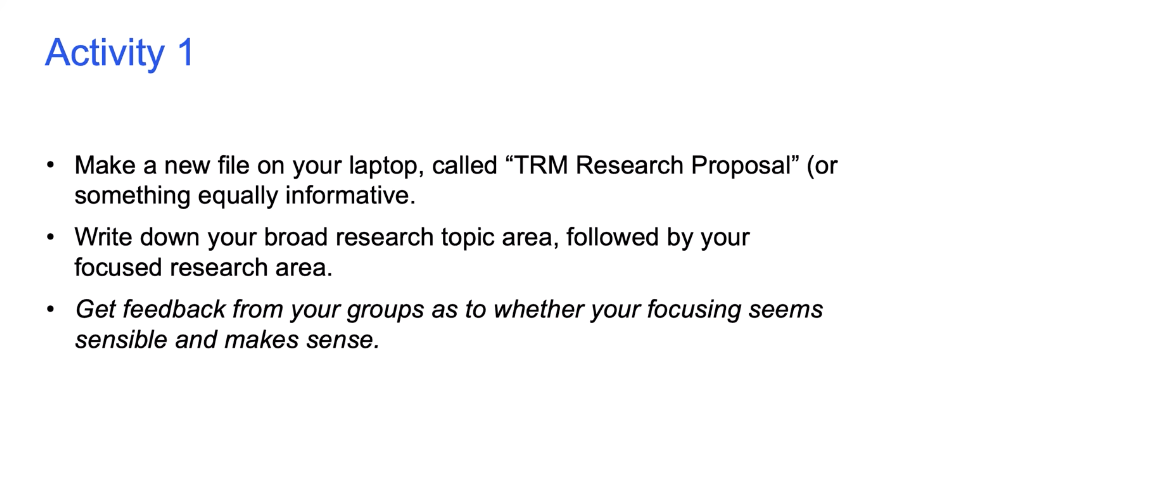 Activity 1
• Make a new file on your laptop, called “TRM Research Proposal” (or
something equally informative.
• Write down your broad research topic area, followed by your
focused research area.
• Get feedback from your groups as to whether your focusing seems
sensible and makes sense.